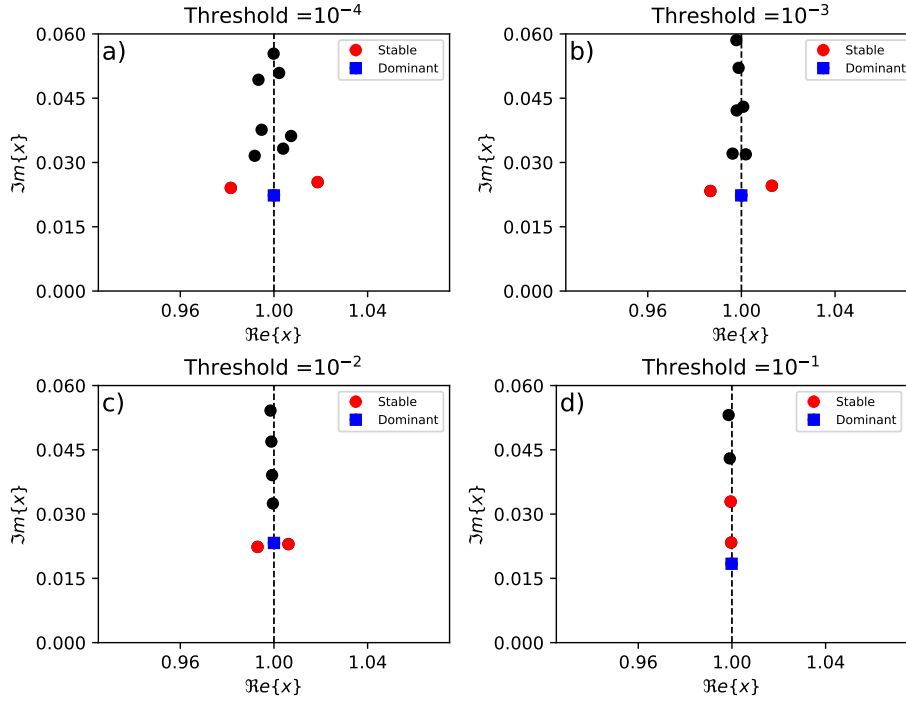 Threshold =10⁻⁴
a)
Stable
Dominant
0.060
0.045
0.030
0.015
0.000
ℑm{x}
0.96 1.00 1.04
ℜe{x}
Threshold =10⁻³
b)
Stable
Dominant
0.060
0.045
0.030
0.015
0.000
ℑm{x}
0.96 1.00 1.04
ℜe{x}
Threshold =10⁻²
c)
Stable
Dominant
0.060
0.045
0.030
0.015
0.000
ℑm{x}
0.96 1.00 1.04
ℜe{x}
Threshold =10⁻¹
d)
Stable
Dominant
0.060
0.045
0.030
0.015
0.000
ℑm{x}
0.96 1.00 1.04
ℜe{x}